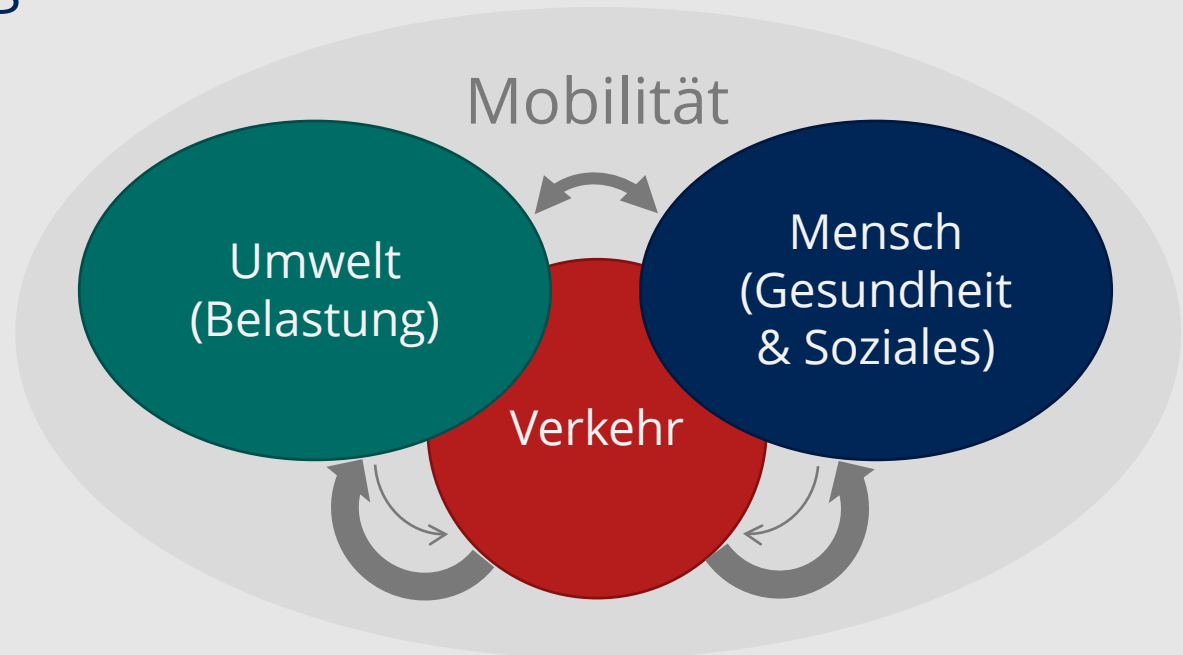 Mobilität
Umwelt
(Belastung)
Mensch
(Gesundheit
& Soziales)
Verkehr